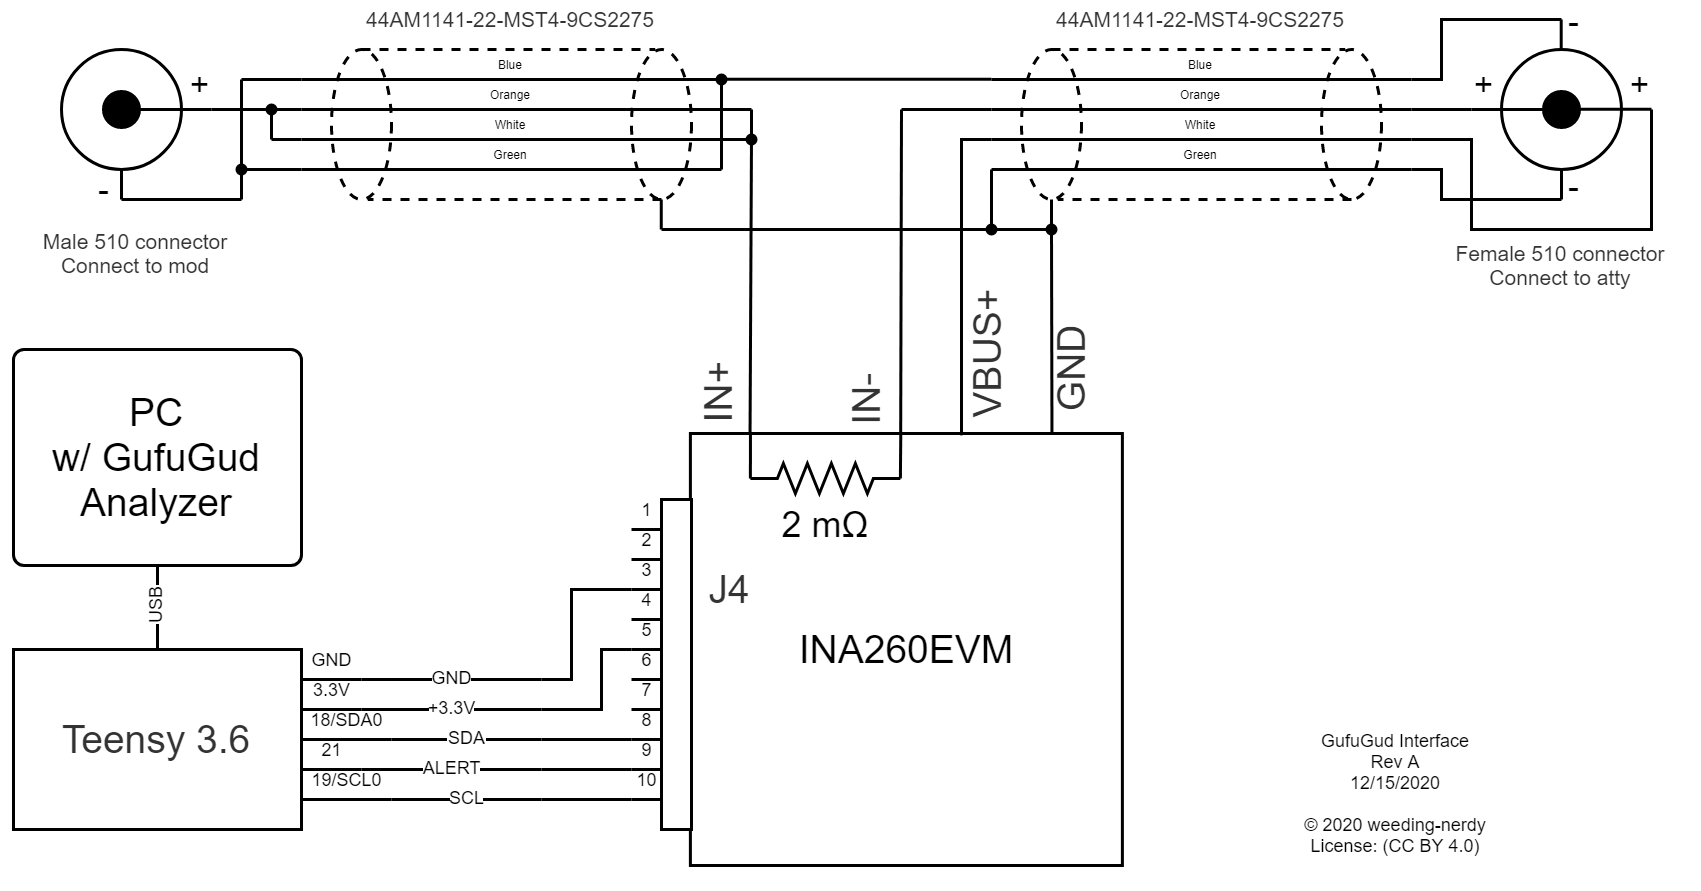 44AM1141-22-MST4-9CS2275
44AM1141-22-MST4-9CS2275
+
-
Blue
Orange
White
Green
Blue
Orange
White
Green
-
+
+
-
Male 510 connector
Connect to mod
Female 510 connector
Connect to atty
IN+
IN-
VBUS+
GND
PC
w/ GufuGud
Analyzer
USB
2 mΩ
J4
INA260EVM
1
2
3
4
5
6
7
8
9
10
Teensy 3.6
GND
3.3V
18/SDA0
21
19/SCL0
GND
+3.3V
SDA
ALERT
SCL
GufuGud Interface
Rev A
12/15/2020
© 2020 weeding-nerdy
License: (CC BY 4.0)